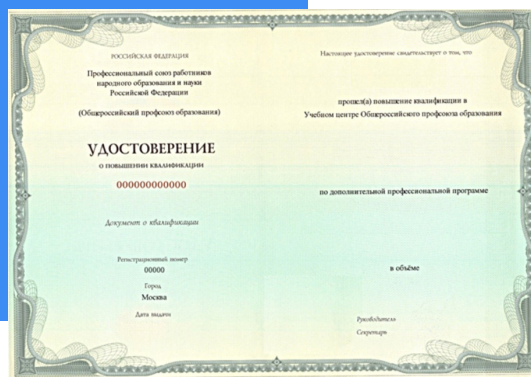 РОССИЙСКАЯ ФЕДЕРАЦИЯ
Профессиональный союз работников
народного образования и науки
Российской Федерации
(Общероссийский профсоюз образования)
УДОСТОВЕРЕНИЕ
О ПОВЫШЕНИИ КВАЛИФИКАЦИИ
000000000000
Документ о квалификации
Регистрационный номер
00000
Город
Москва
Дата выдачи
Настоящее удостоверение свидетельствует о том, что
прошел(а) повышение квалификации в
Учебном центре Общероссийского профсоюза образования
по дополнительной профессиональной программе
в объёме
Руководитель
Секретарь